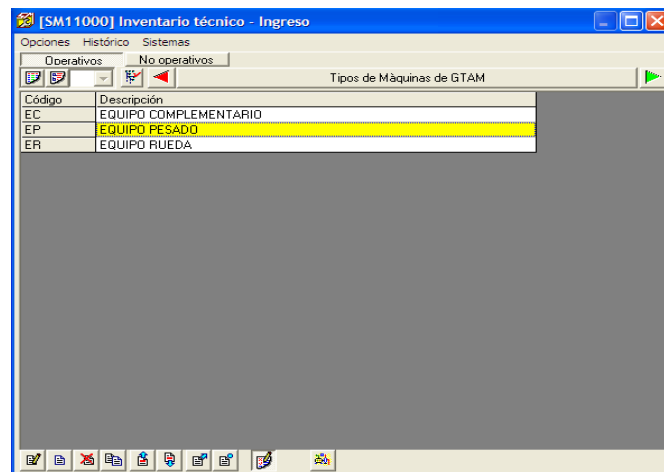 [SM11000] Inventario técnico - Ingreso
Opciones Histórico Sistemas
Operativos No operativos
Tipos de Màquinas de GTAM
Código Descripción
EC EQUIPO COMPLEMENTARIO
EP EQUIPO PESADO
ER EQUIPO RUEDA